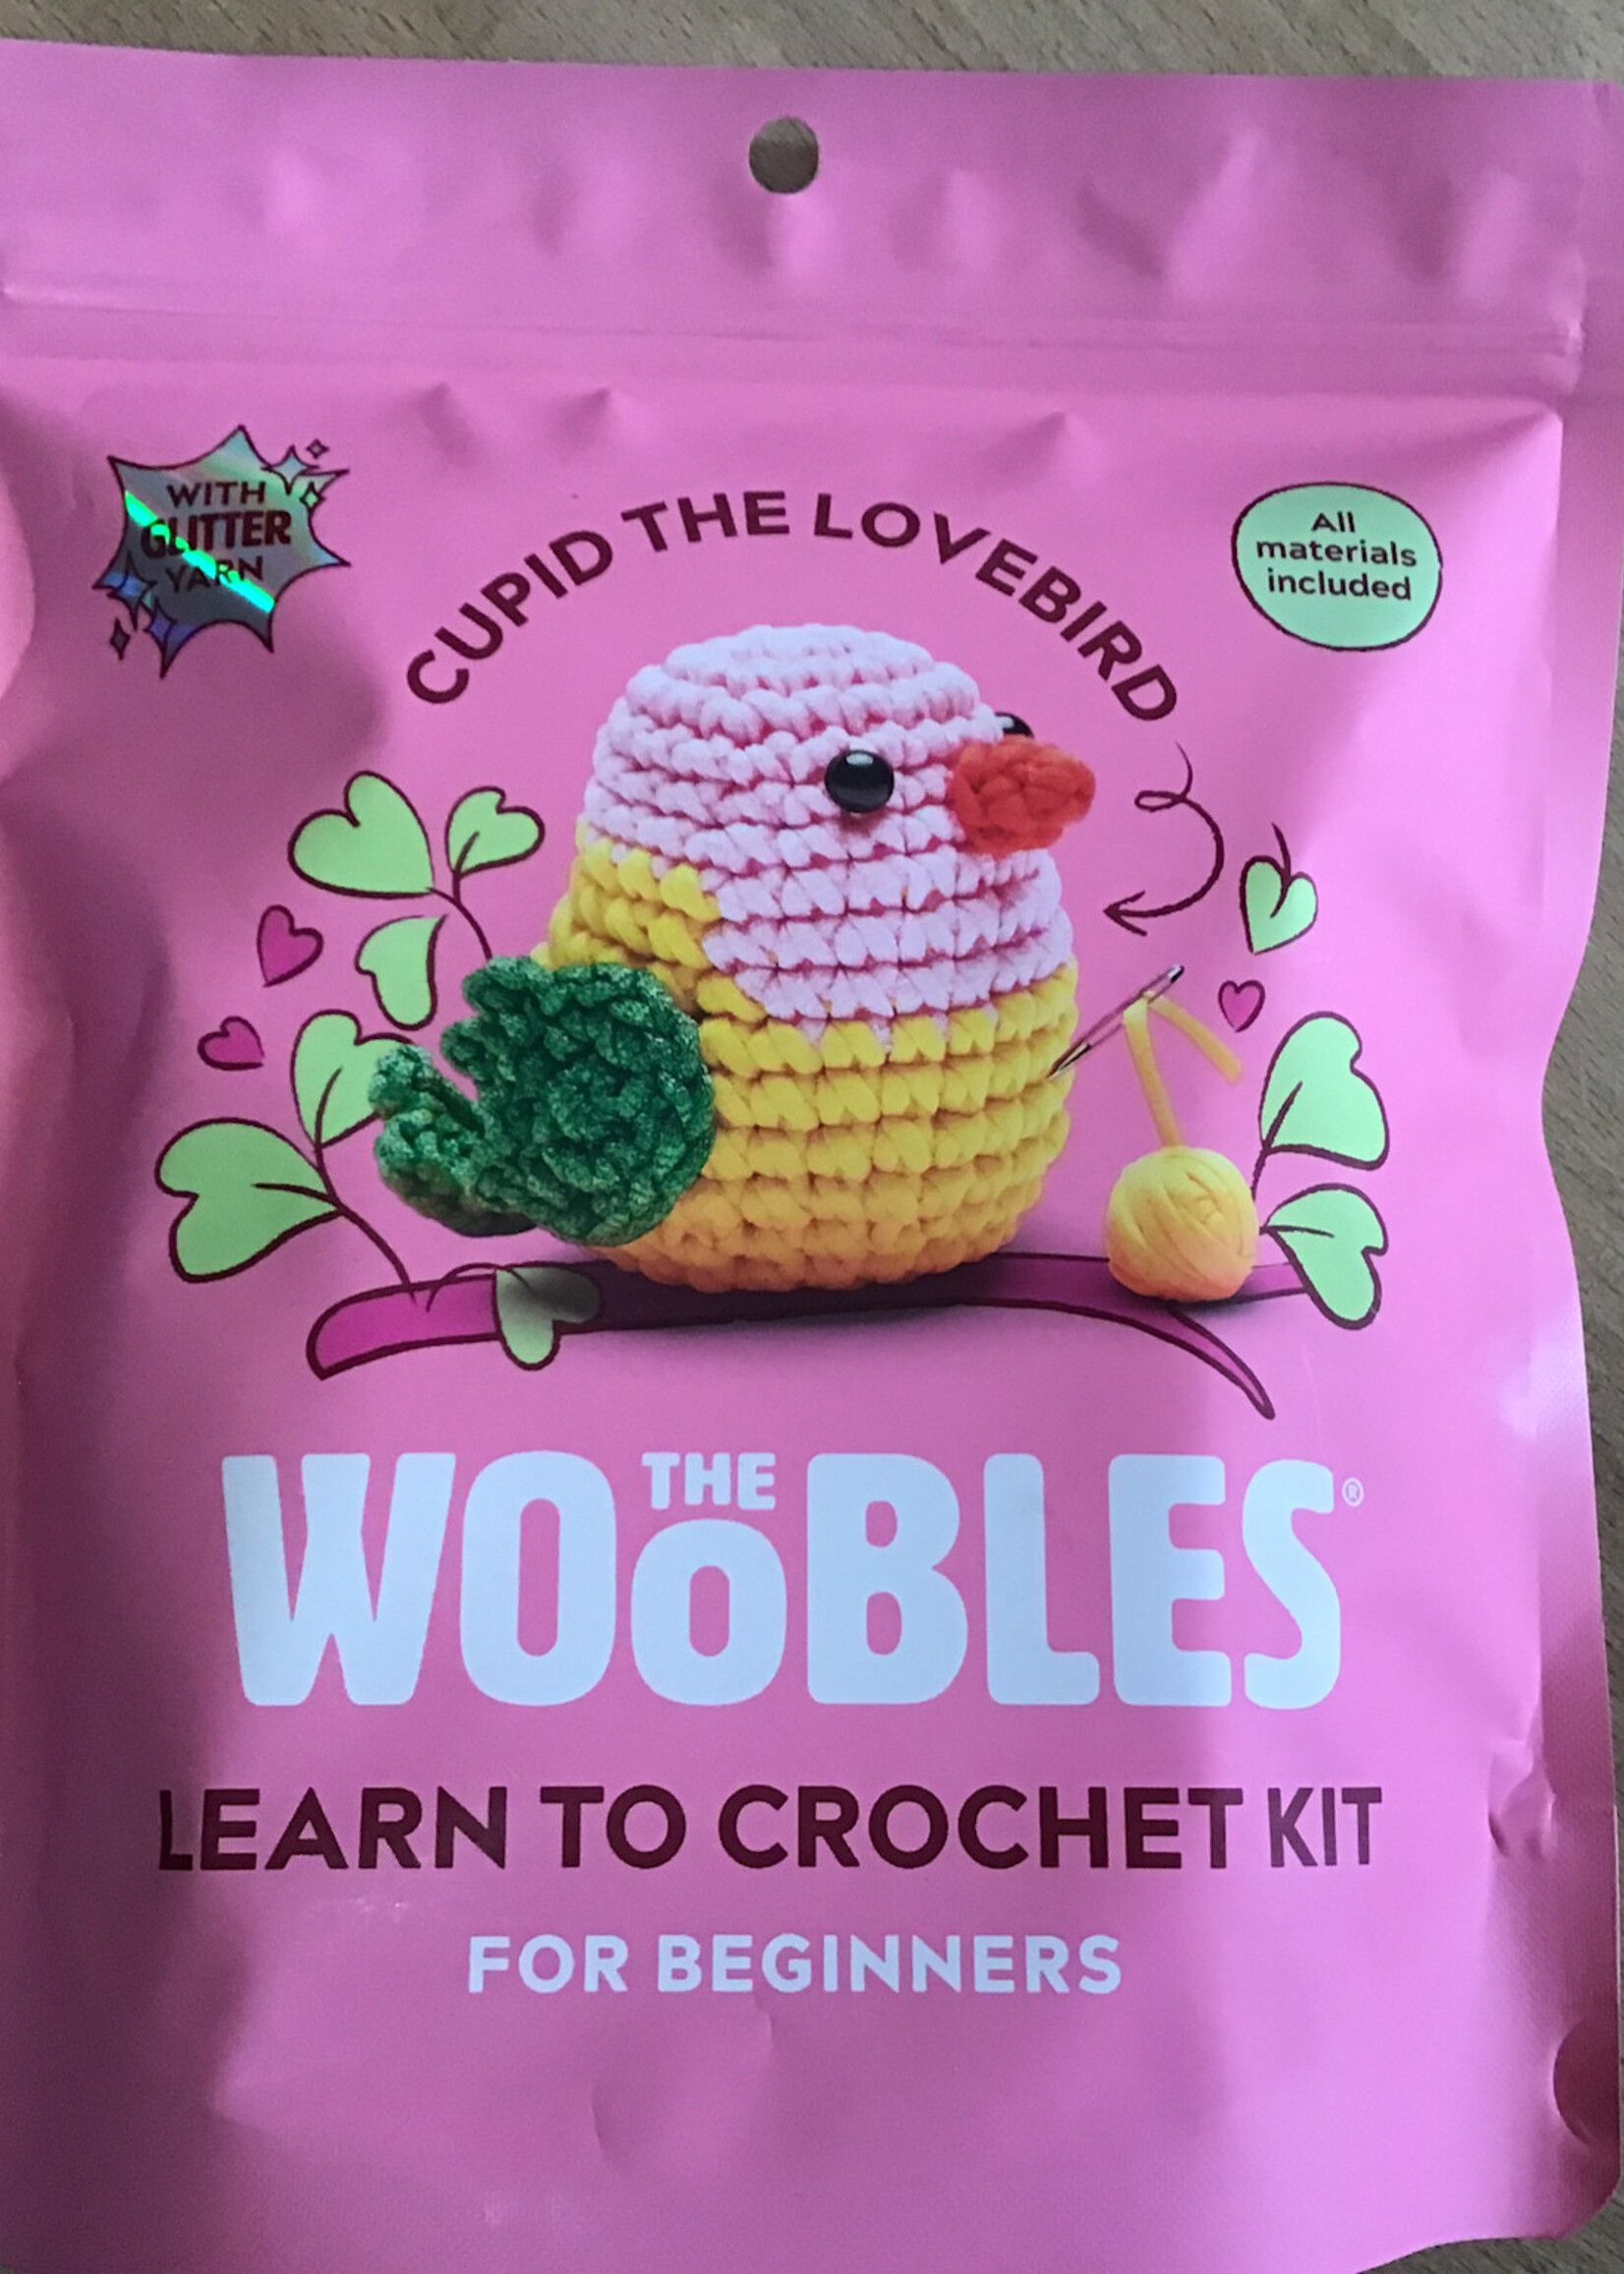 WITH
GLITTER
YARN
CUPID THE LOVEBIRD
All
materials
included
THE
WOOBLES®
LEARN TO CROCHET KIT
FOR BEGINNERS